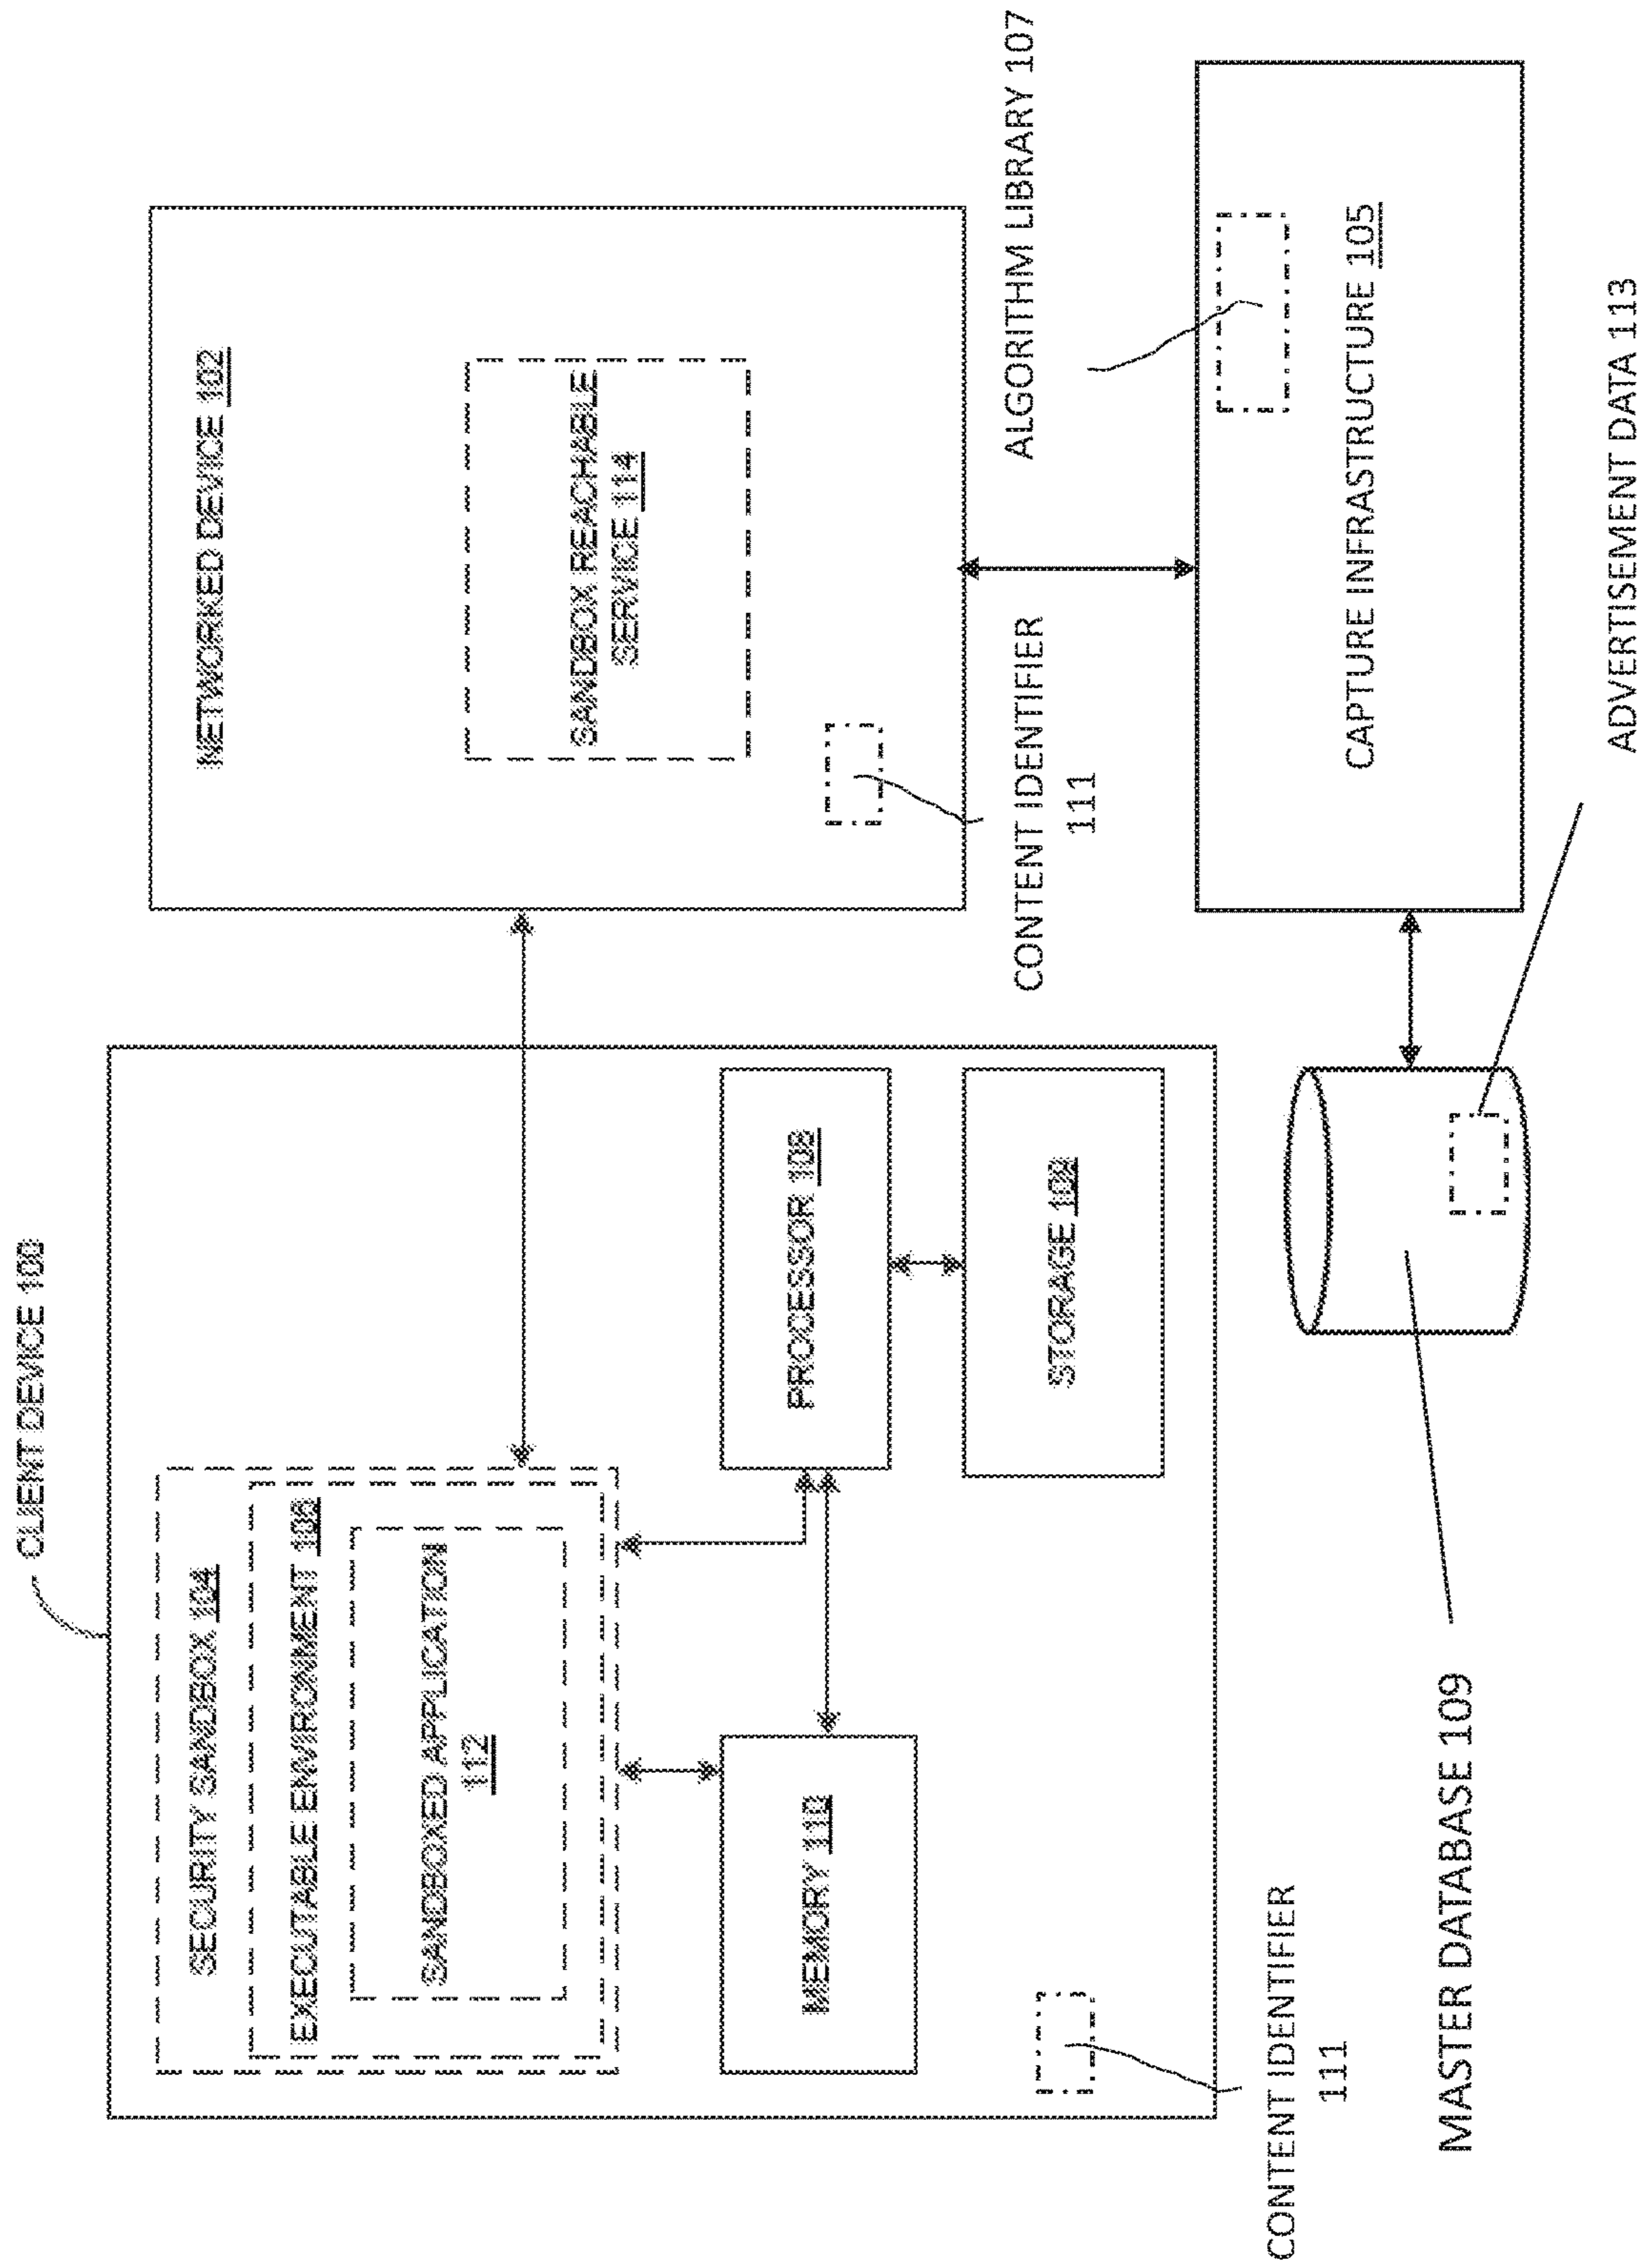 CLIENT DEVICE 100
SECURITY SANDBOX 104
EXECUTABLE ENVIRONMENT 106
SANDBOXED APPLICATION
112
MEMORY 110
PROCESSOR 108
STORAGE
CONTENT IDENTIFIER
111
NETWORKED DEVICE 102
SANDBOX REACHABLE
SERVICE 114
CONTENT IDENTIFIER
111
ALGORITHM LIBRARY 107
CAPTURE INFRASTRUCTURE 105
MASTER DATABASE 109
ADVERTISEMENT DATA 113